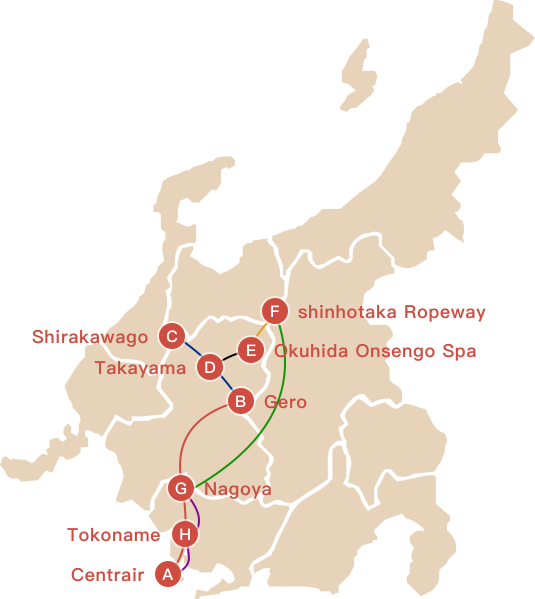 F shinhotaka Ropeway
Shirakawago C
E Okuhida Onsengo Spa
Takayama D
B Gero
G Nagoya
Tokoname H
Centrair A